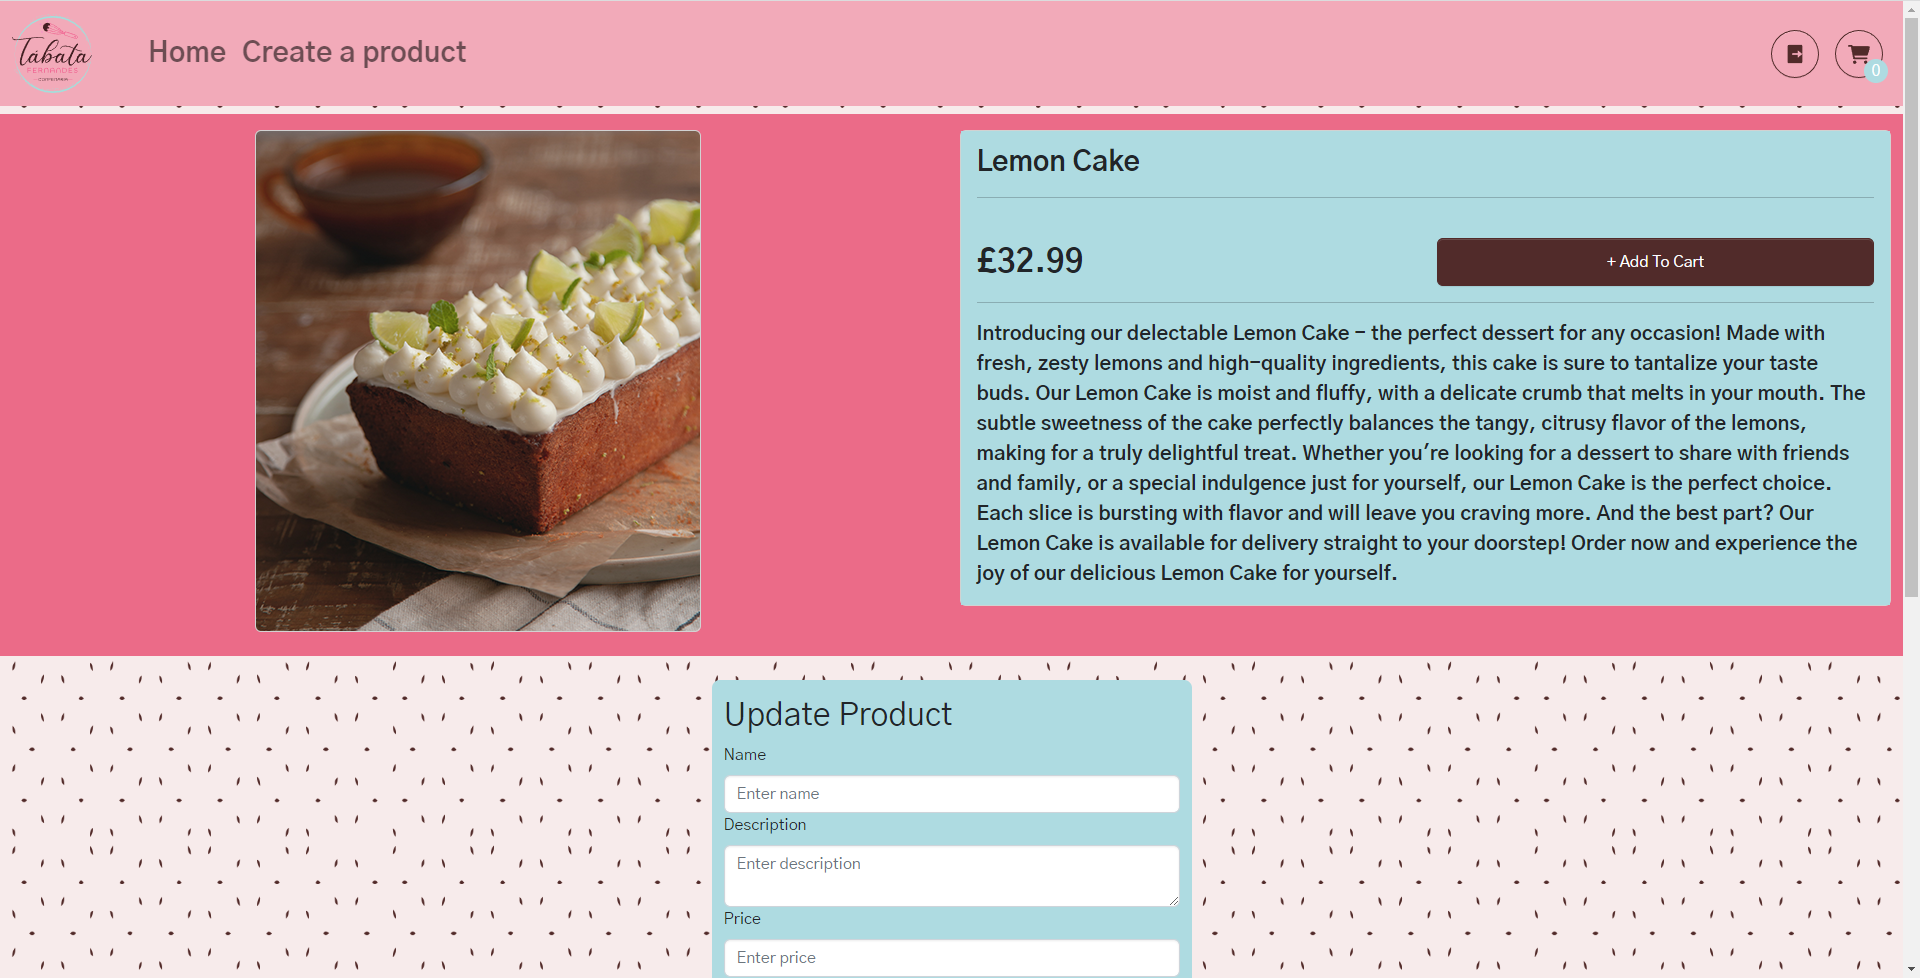 Tábata
FERNANDES
CONFEITARIA
Home Create a product
0
Lemon Cake
£32.99
+ Add To Cart
Introducing our delectable Lemon Cake - the perfect dessert for any occasion! Made with
fresh, zesty lemons and high-quality ingredients, this cake is sure to tantalize your taste
buds. Our Lemon Cake is moist and fluffy, with a delicate crumb that melts in your mouth. The
subtle sweetness of the cake perfectly balances the tangy, citrusy flavor of the lemons,
making for a truly delightful treat. Whether you're looking for a dessert to share with friends
and family, or a special indulgence just for yourself, our Lemon Cake is the perfect choice.
Each slice is bursting with flavor and will leave you craving more. And the best part? Our
Lemon Cake is available for delivery straight to your doorstep! Order now and experience the
joy of our delicious Lemon Cake for yourself.
Update Product
Name
Enter name
Description
Enter description
Price
Enter price